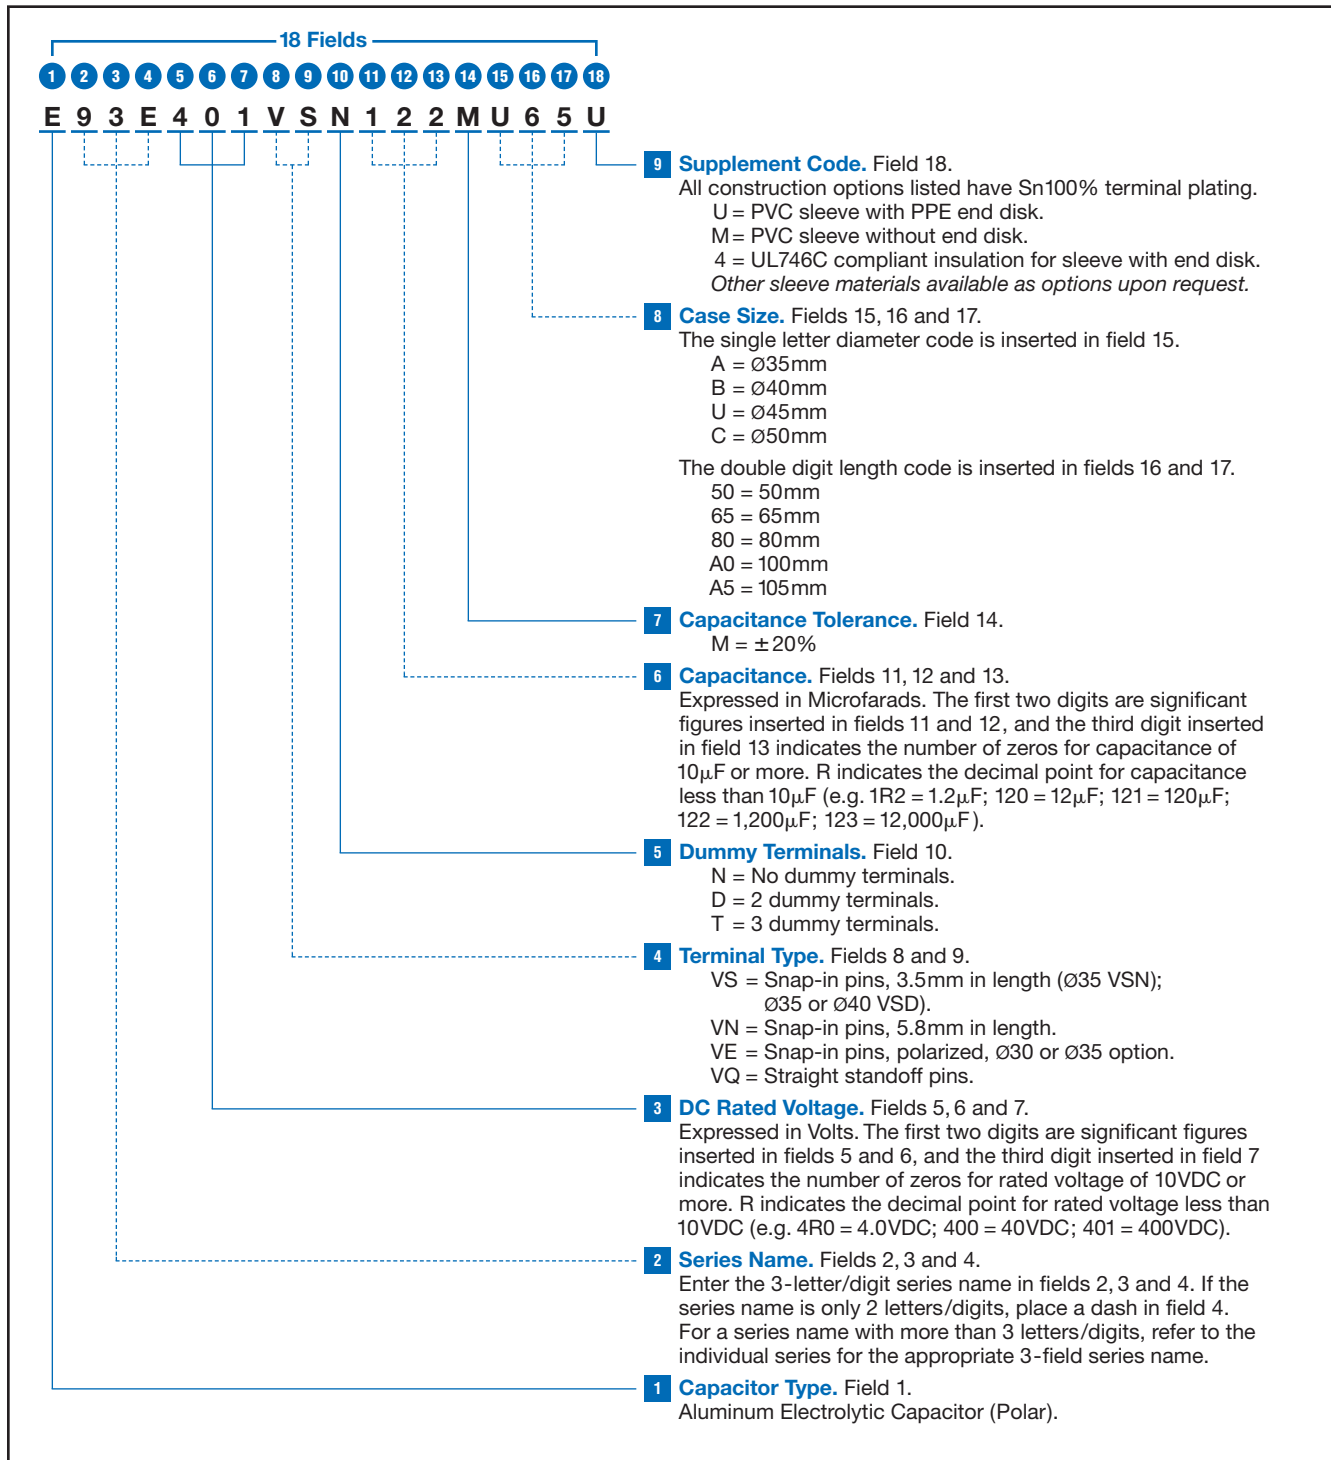 18 Fields
1 2 3 4 5 6 7 8 9 10 11 12 13 14 15 16 17 18
E 9 3 E 4 0 1 V S N 1 2 2 M U 6 5 U
9 Supplement Code. Field 18.
All construction options listed have Sn100% terminal plating.
U = PVC sleeve with PPE end disk.
M = PVC sleeve without end disk.
4 = UL746C compliant insulation for sleeve with end disk.
Other sleeve materials available as options upon request.
8 Case Size. Fields 15, 16 and 17.
The single letter diameter code is inserted in field 15.
A = Ø35mm
B = Ø40mm
U = Ø45mm
C = Ø50mm
The double digit length code is inserted in fields 16 and 17.
50 = 50mm
65 = 65mm
80 = 80mm
A0 = 100mm
A5 = 105mm
7 Capacitance Tolerance. Field 14.
M = ±20%
6 Capacitance. Fields 11, 12 and 13.
Expressed in Microfarads. The first two digits are significant
figures inserted in fields 11 and 12, and the third digit inserted
in field 13 indicates the number of zeros for capacitance of
10µF or more. R indicates the decimal point for capacitance
less than 10µF (e.g. 1R2 = 1.2µF; 120 = 12µF; 121 = 120µF;
122 = 1,200µF; 123 = 12,000µF).
5 Dummy Terminals. Field 10.
N = No dummy terminals.
D = 2 dummy terminals.
T = 3 dummy terminals.
4 Terminal Type. Fields 8 and 9.
VS = Snap-in pins, 3.5mm in length (Ø35 VSN);
Ø35 or Ø40 VSD).
VN = Snap-in pins, 5.8mm in length.
VE = Snap-in pins, polarized, Ø30 or Ø35 option.
VQ = Straight standoff pins.
3 DC Rated Voltage. Fields 5, 6 and 7.
Expressed in Volts. The first two digits are significant figures
inserted in fields 5 and 6, and the third digit inserted in field 7
indicates the number of zeros for rated voltage of 10VDC or
more. R indicates the decimal point for rated voltage less than
10VDC (e.g. 4R0 = 4.0VDC; 400 = 40VDC; 401 = 400VDC).
2 Series Name. Fields 2, 3 and 4.
Enter the 3-letter/digit series name in fields 2, 3 and 4. If the
series name is only 2 letters/digits, place a dash in field 4.
For a series name with more than 3 letters/digits, refer to the
individual series for the appropriate 3-field series name.
1 Capacitor Type. Field 1.
Aluminum Electrolytic Capacitor (Polar).